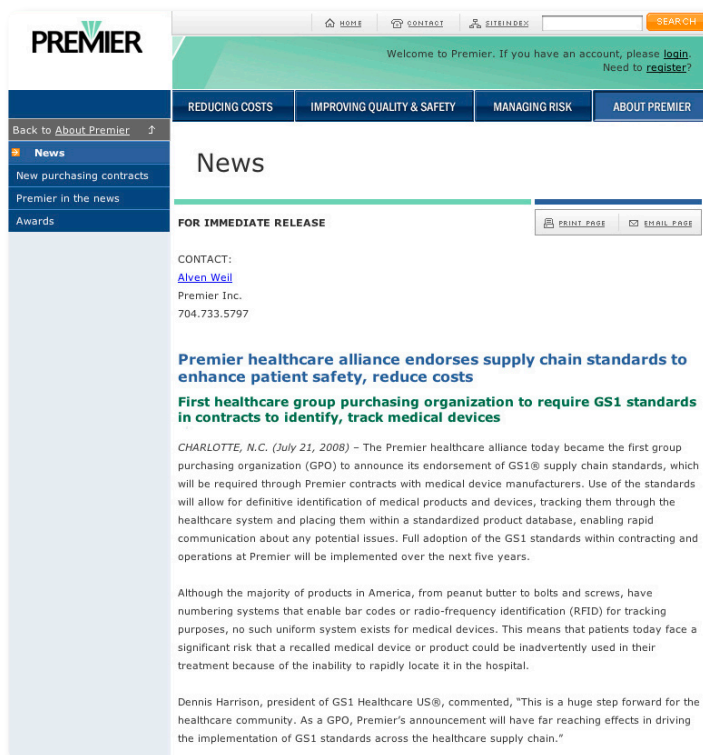 PREMIER
HOME
CONTACT
SITEINDEX
SEARCH
Welcome to Premier. If you have an account, please login.
Need to register?
REDUCING COSTS
IMPROVING QUALITY & SAFETY
MANAGING RISK
ABOUT PREMIER
Back to About Premier
News
New purchasing contracts
Premier in the news
Awards
News
FOR IMMEDIATE RELEASE
PRINT PAGE
EMAIL PAGE
CONTACT:
Alven Weil
Premier Inc.
704.733.5797
Premier healthcare alliance endorses supply chain standards to
enhance patient safety, reduce costs
First healthcare group purchasing organization to require GS1 standards
in contracts to identify, track medical devices
CHARLOTTE, N.C. (July 21, 2008) – The Premier healthcare alliance today became the first group
purchasing organization (GPO) to announce its endorsement of GS1® supply chain standards, which
will be required through Premier contracts with medical device manufacturers. Use of the standards
will allow for definitive identification of medical products and devices, tracking them through the
healthcare system and placing them within a standardized product database, enabling rapid
communication about any potential issues. Full adoption of the GS1 standards within contracting and
operations at Premier will be implemented over the next five years.
Although the majority of products in America, from peanut butter to bolts and screws, have
numbering systems that enable bar codes or radio-frequency identification (RFID) for tracking
purposes, no such uniform system exists for medical devices. This means that patients today face a
significant risk that a recalled medical device or product could be inadvertently used in their
treatment because of the inability to rapidly locate it in the hospital.
Dennis Harrison, president of GS1 Healthcare US®, commented, “This is a huge step forward for the
healthcare community. As a GPO, Premier’s announcement will have far reaching effects in driving
the implementation of GS1 standards across the healthcare supply chain.”